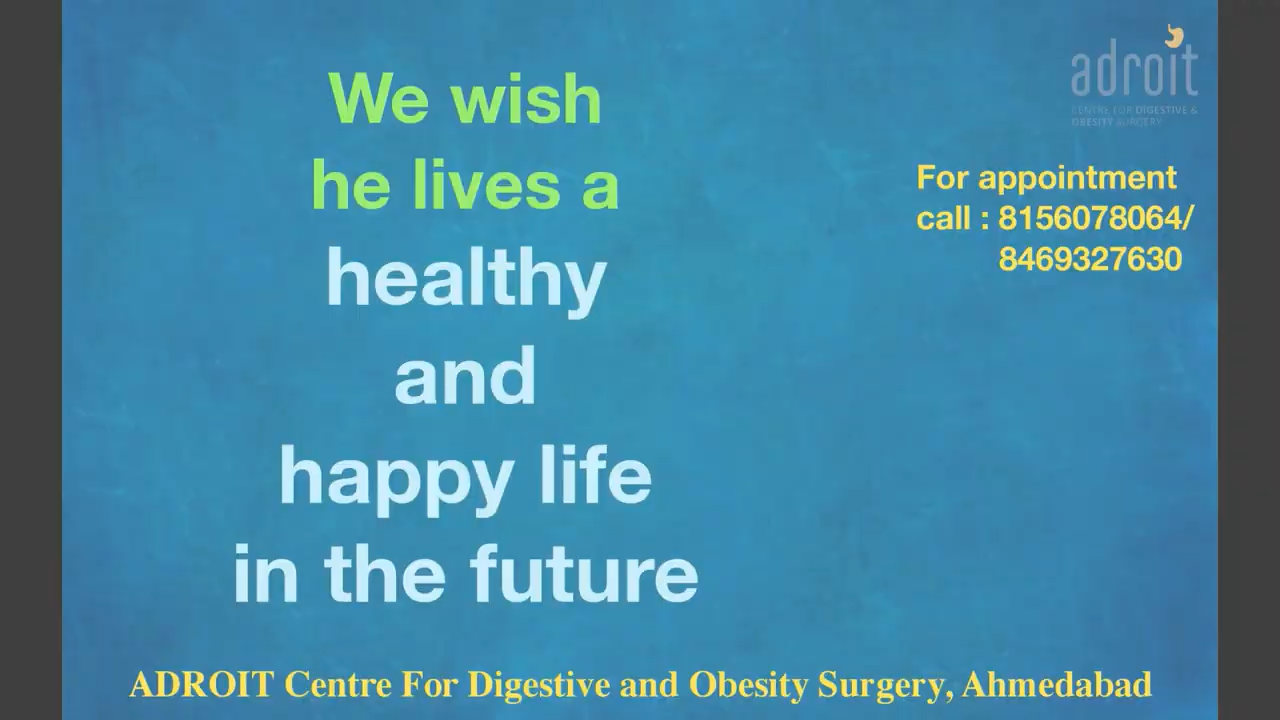 We wish
he lives a
healthy
and
happy life
in the future
adroit
CENTRE FOR DIGESTIVE &
OBESITY SURGERY
For appointment
call : 8156078064/
8469327630
ADROIT Centre For Digestive and Obesity Surgery, Ahmedabad